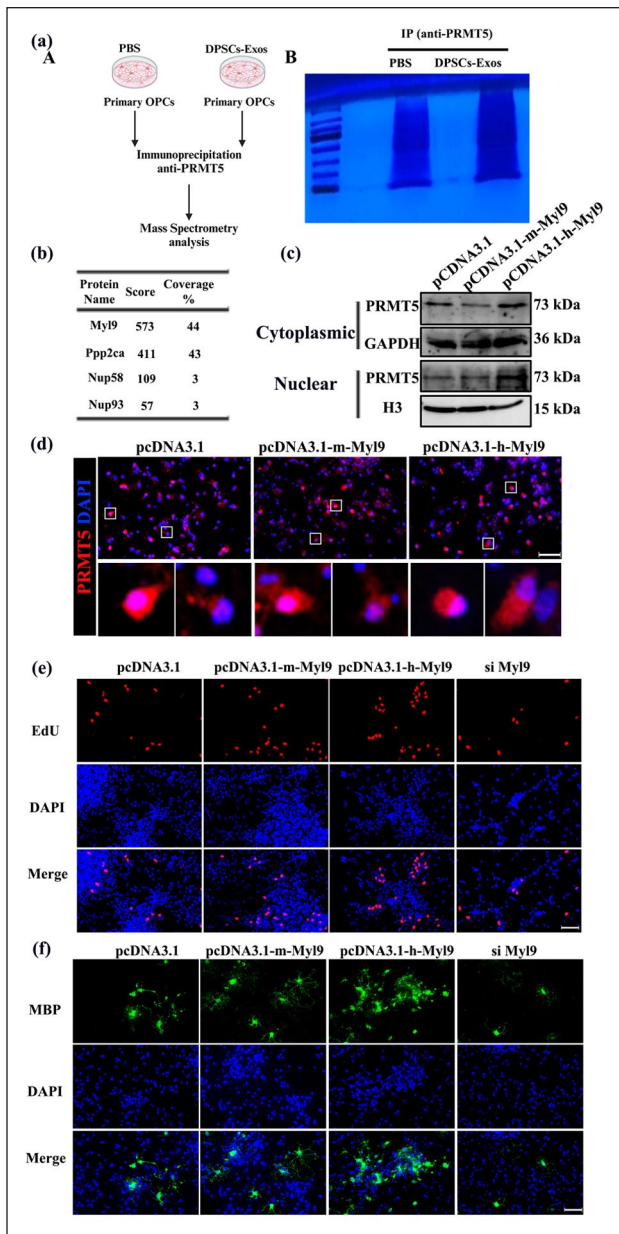 (a)
A
PBS
DPSCs-Exos
Primary OPCs
Primary OPCs
Immunoprecipitation
anti-PRMT5
Mass Spectrometry
analysis
B
IP (anti-PRMT5)
PBS DPSCs-Exos
(b)
Protein Name Score Coverage %
Myl9 573 44
Ppp2ca 411 43
Nup58 109 3
Nup93 57 3
(c)
pCDNA3.1
pCDNA3.1-m-Myl9
pCDNA3.1-h-Myl9
Cytoplasmic
PRMT5 73 kDa
GAPDH 36 kDa
Nuclear
PRMT5 73 kDa
H3 15 kDa
(d)
pcDNA3.1 pcDNA3.1-m-Myl9 pcDNA3.1-h-Myl9
PRMT5 DAPI
(e)
pcDNA3.1 pcDNA3.1-m-Myl9 pcDNA3.1-h-Myl9 si Myl9
EdU
DAPI
Merge
(f)
pcDNA3.1 pcDNA3.1-m-Myl9 pcDNA3.1-h-Myl9 si Myl9
MBP
DAPI
Merge